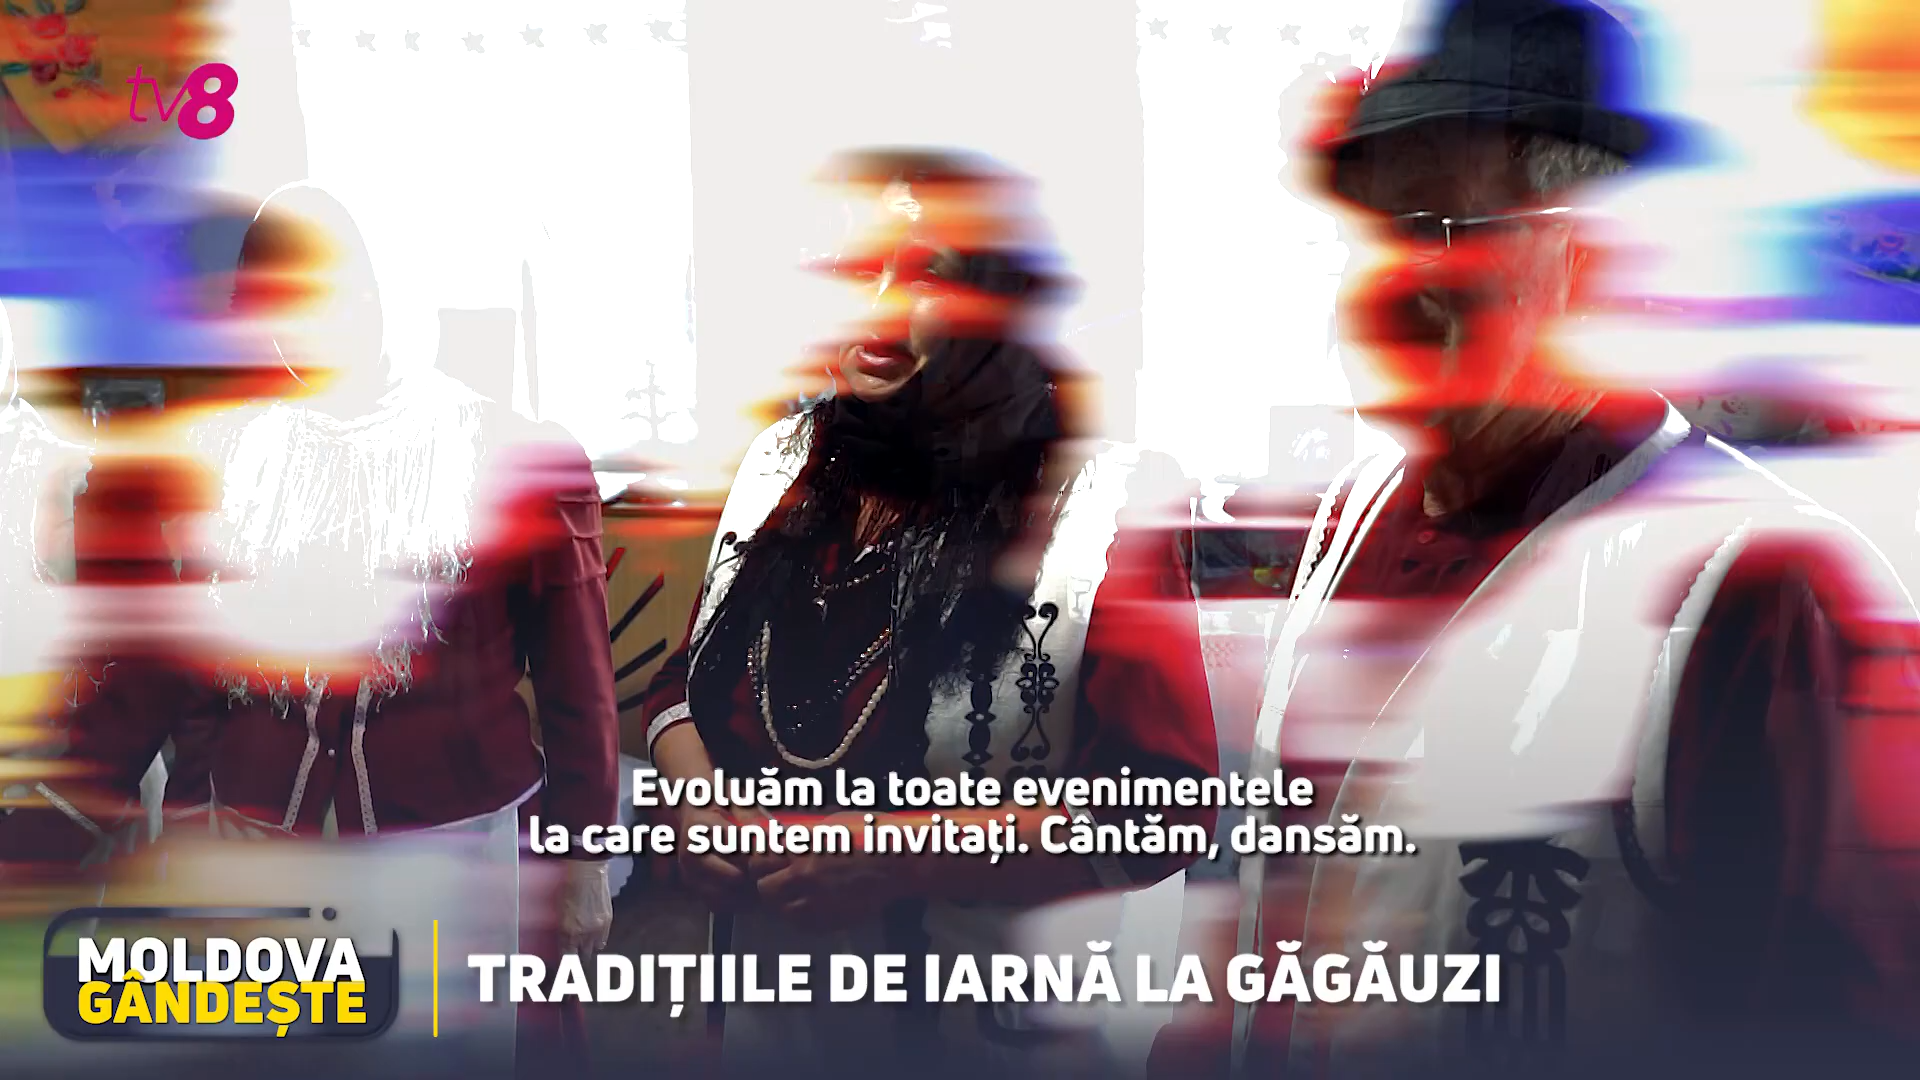 tv8
Evoluăm la toate evenimentele
la care suntem invitați. Cântăm, dansăm.
MOLDOVA
GÂNDEȘTE
TRADIȚIILE DE IARNĂ LA GĂGĂUZI